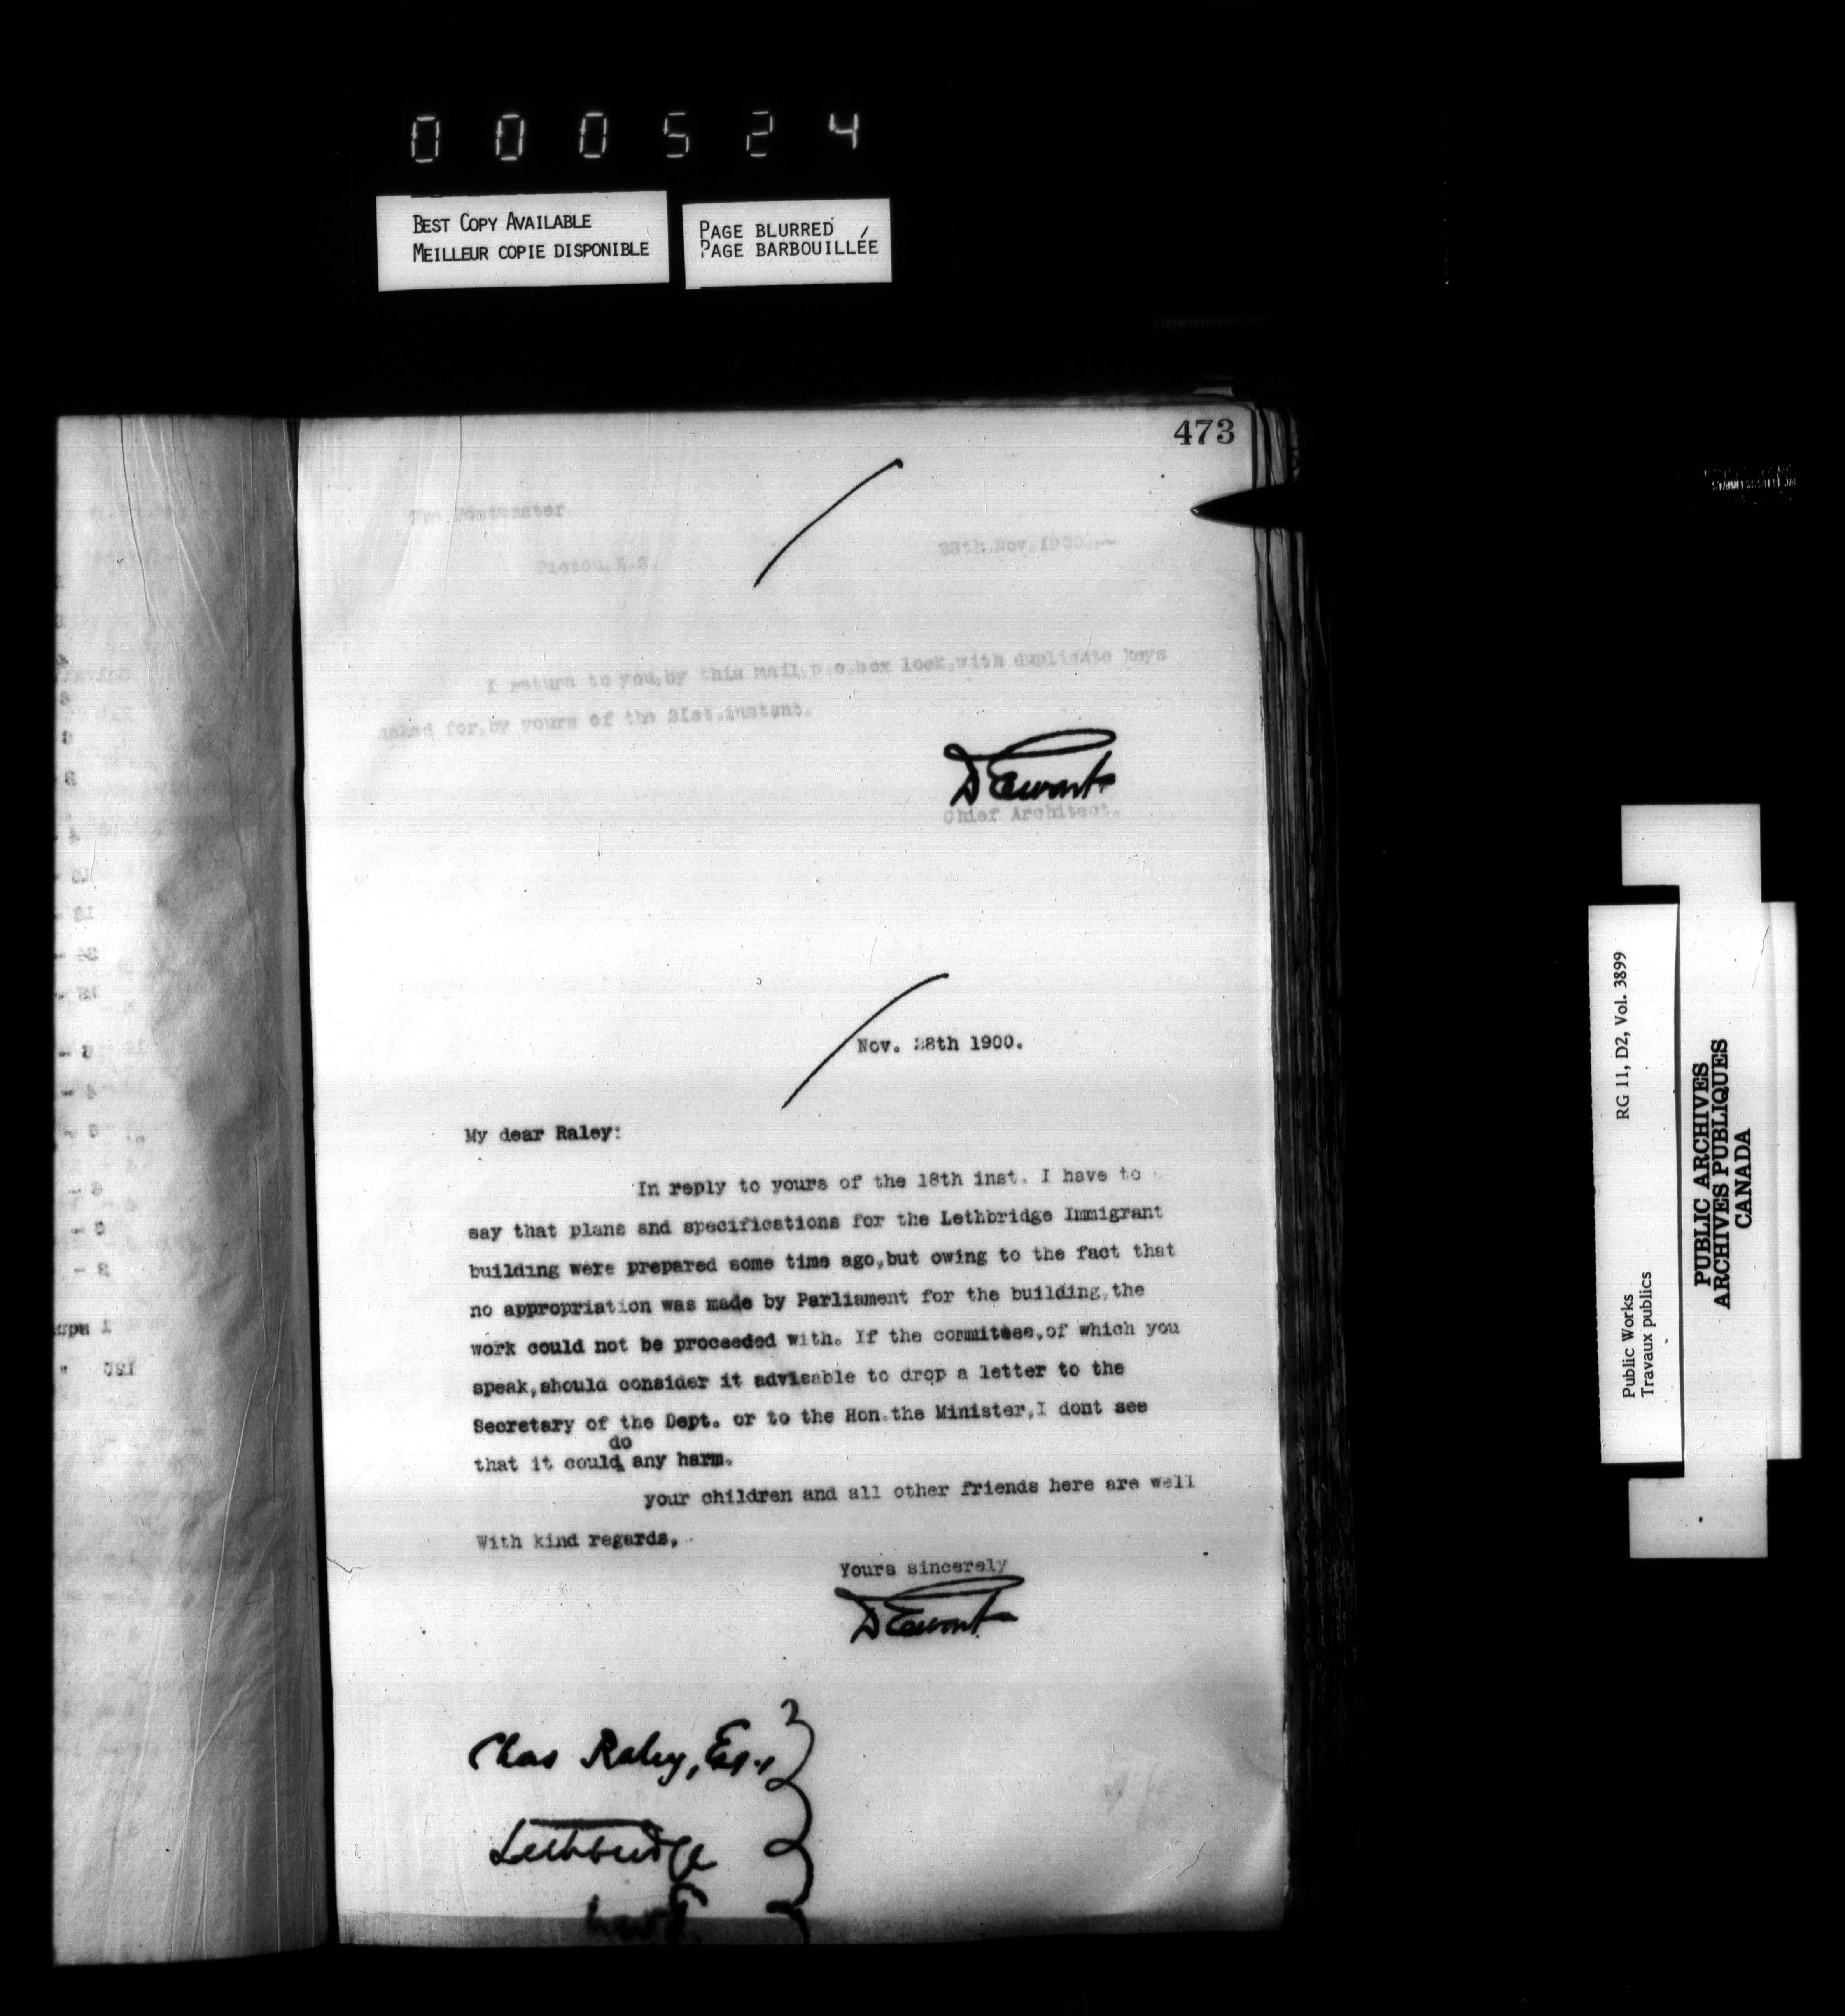 000524
BEST COPY AVAILABLE
MEILLEUR COPIE DISPONIBLE
PAGE BLURRED
PAGE BARBOUILLÉE
473
The Postmaster
28th.Nov.1900.
Pictou.N.S.
I return to you,by this mail,p.o.box lock,with duplicate keys
asked for,by yours of the 21st.instant.
D Ewart
Chief Architect.
Nov. 28th 1900.
My dear Raley:
In reply to yours of the 18th inst. I have to
say that plans and specifications for the Lethbridge Immigrant
building were prepared some time ago,but owing to the fact that
no appropriation was made by Parliament for the building,the
work could not be proceeded with. If the committee,of which you
speak,should consider it advisable to drop a letter to the
Secretary of the Dept. or to the Hon.the Minister,I dont see
that it could do any harm.
your children and all other friends here are well
With kind regards,
Yours sincerely
D Ewart
Chas Raley, Esq.,
Lethbridge
RG 11, D2, Vol. 3899
Public Works
Travaux publics
PUBLIC ARCHIVES
ARCHIVES PUBLIQUES
CANADA